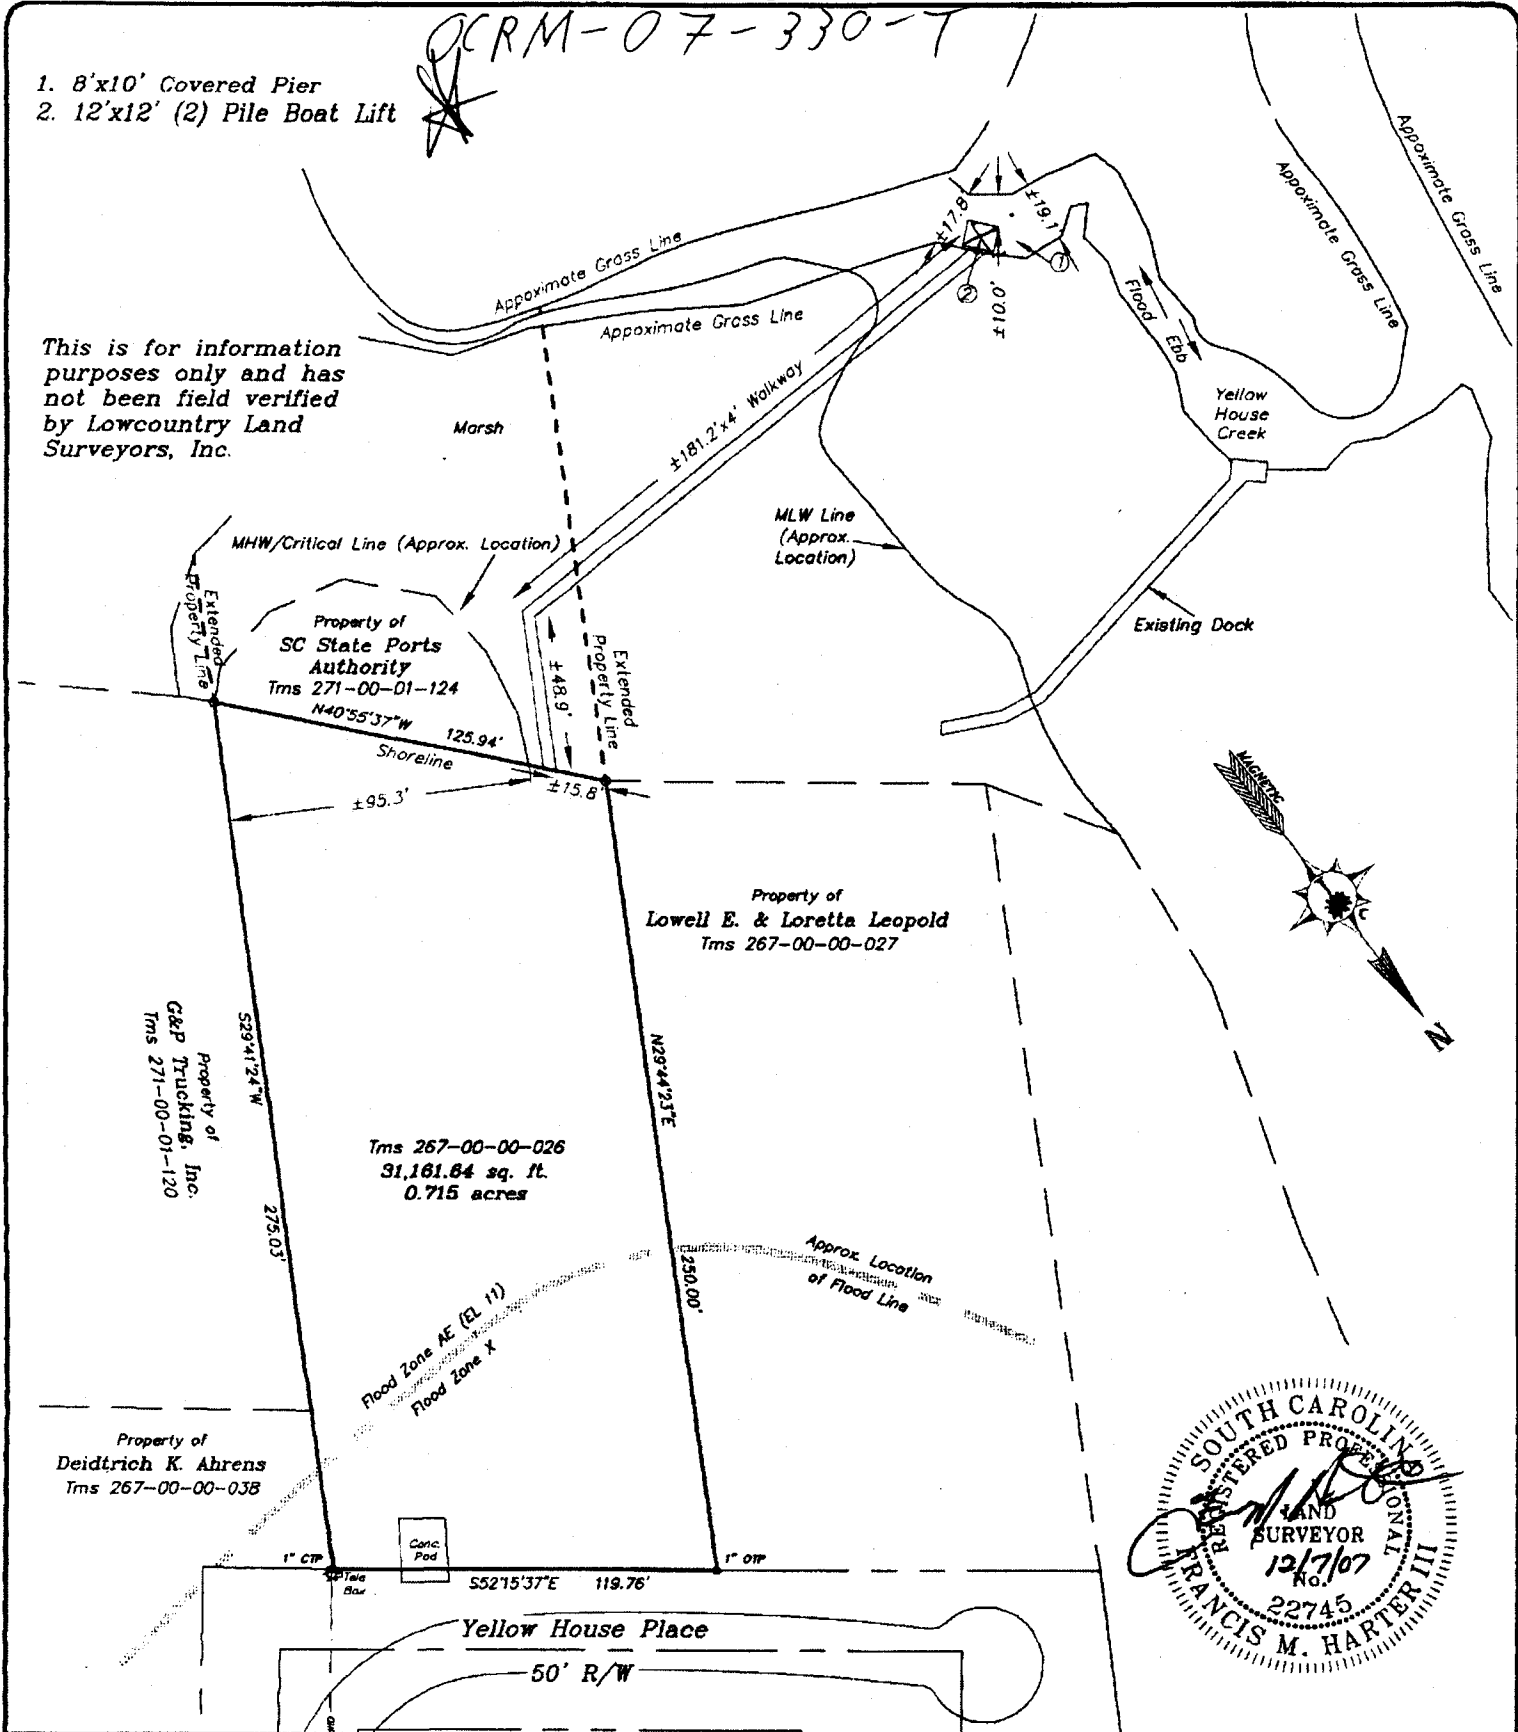 OCRM-07-330-T
1. 8'x10' Covered Pier
2. 12'x12' (2) Pile Boat Lift
Appoximate Grass Line
Appoximate Grass Line
Appoximate Grass Line
Appoximate Grass Line
±17.8'
±19.1'
±10.0'
1
2
Flood
Ebb
This is for information
purposes only and has
not been field verified
by Lowcountry Land
Surveyors, Inc.
Marsh
±181.2'x4' Walkway
Yellow
House
Creek
MLW Line
(Approx.
Location)
MHW/Critical Line (Approx. Location)
Existing Dock
Extended
Property Line
Property of
SC State Ports
Authority
Tms 271-00-01-124
N40°55'37"W
125.94'
Shoreline
±48.9'
Extended
Property Line
±95.3'
±15.8'
MAGNETIC
N
Property of
Lowell E. & Loretta Leopold
Tms 267-00-00-027
Property of
G&P Trucking, Inc.
Tms 271-00-01-120
S29°41'24"W
275.03'
N29°44'23"E
250.00'
Tms 267-00-00-026
31,161.64 sq. ft.
0.715 acres
Approx. Location
of Flood Line
Flood Zone AE (EL 11)
Flood Zone X
Property of
Deidtrich K. Ahrens
Tms 267-00-00-038
1" CTP
Tele
Box
Conc.
Pad
S52°15'37"E
119.76'
1" OTP
Yellow House Place
50' R/W
SOUTH CAROLINA
REGISTERED PROFESSIONAL
LAND
SURVEYOR
12/7/07
No.
22745
FRANCIS M. HARTER III